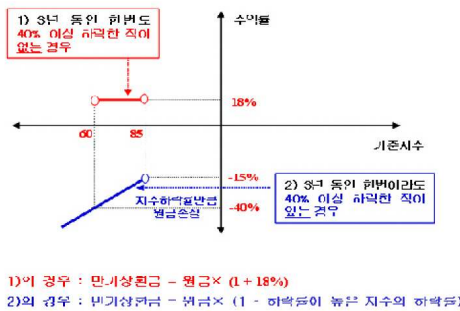 1) 3년 동안 한번도
40% 이상 하락한 적이
없는 경우
수익률
18%
60
85
기준지수
-15%
지수하락률만큼
원금손실
-40%
2) 3년 동안 한번이라도
40% 이상 하락한 적이
있는 경우
1)의 경우 : 만기상환금 = 원금× (1+18%)
2)의 경우 : 만기상환금 = 원금× (1 - 하락률이 높은 지수의 하락률)